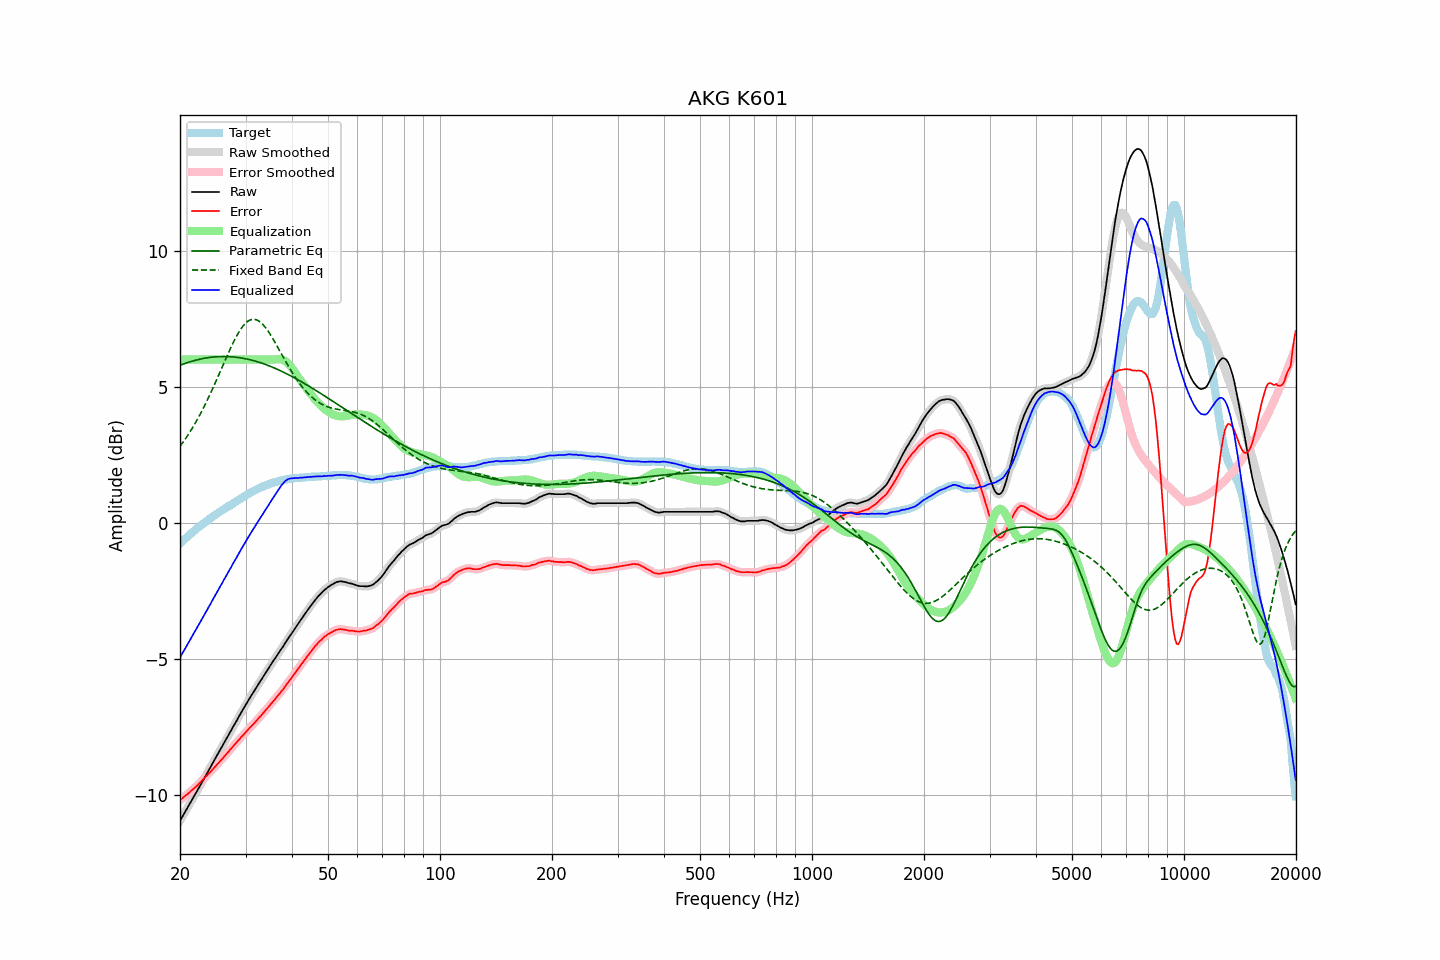 AKG K601
Target
Raw Smoothed
Error Smoothed
Raw
Error
Equalization
Parametric Eq
Fixed Band Eq
Equalized
Amplitude (dBr)
10
5
0
−5
−10
20 50 100 200 500 1000 2000 5000 10000 20000
Frequency (Hz)